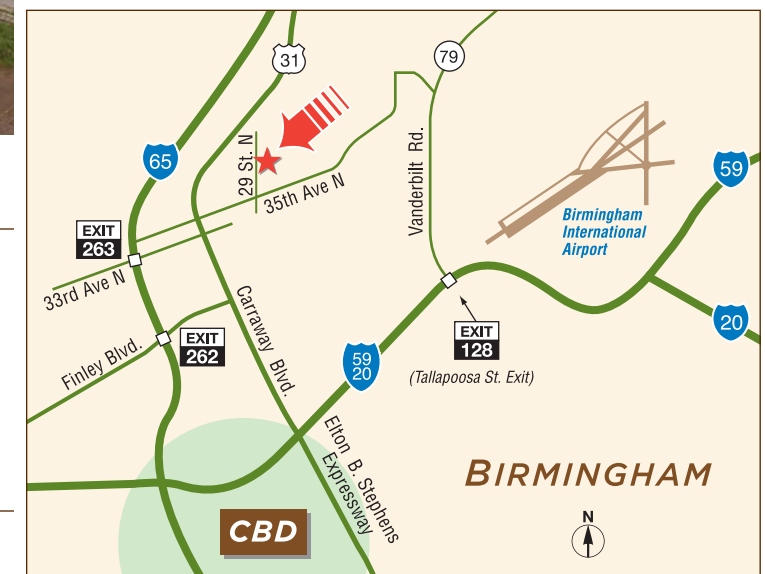 31
79
65
29 St. N
35th Ave N
Vanderbilt Rd.
59
Birmingham
International
Airport
EXIT
263
33rd Ave N
20
EXIT
262
Finley Blvd.
Carraway Blvd.
59
20
EXIT
128
(Tallapoosa St. Exit)
Elton B. Stephens
Expressway
BIRMINGHAM
CBD
N